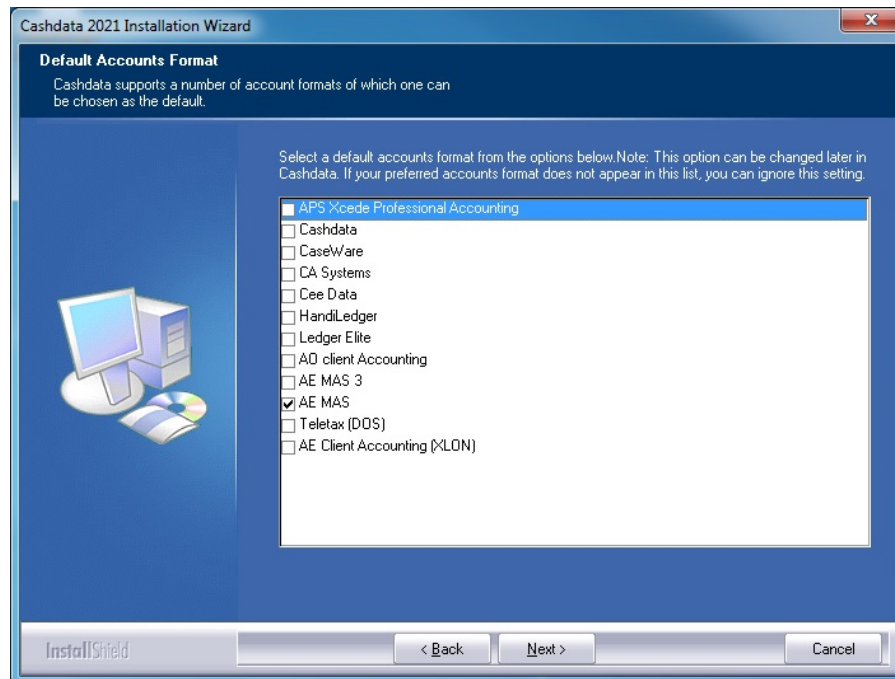 Cashdata 2021 Installation Wizard
Default Accounts Format
Cashdata supports a number of account formats of which one can
be chosen as the default.
Select a default accounts format from the options below.Note: This option can be changed later in
Cashdata. If your preferred accounts format does not appear in this list, you can ignore this setting.
APS Xcede Professional Accounting
Cashdata
CaseWare
CA Systems
Cee Data
HandiLedger
Ledger Elite
AO client Accounting
AE MAS 3
AE MAS
Teletax (DOS)
AE Client Accounting (XLON)
InstallShield
< Back
Next >
Cancel